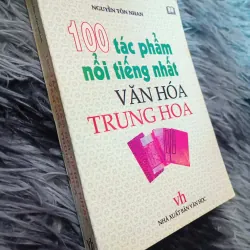 NGUYỄN TÔN NHAN
100 tác phẩm
nổi tiếng nhất
VĂN HÓA
TRUNG HOA
vh
NHÀ XUẤT BẢN VĂN HỌC